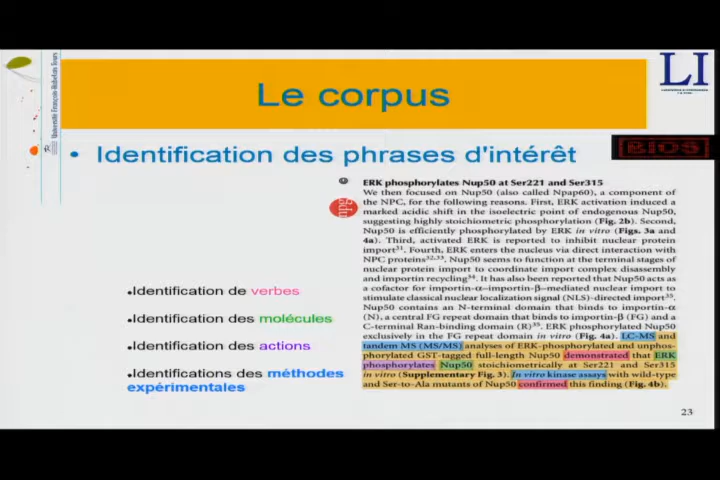 Le corpus
LI
Université François-Rabelais Tours
BIOS
• Identification des phrases d'intérêt
ERK phosphorylates Nup50 at Ser221 and Ser315
We then focused on Nup50 (also called Npap60), a component of
the NPC, for the following reasons. First, ERK activation induced a
marked acidic shift in the isoelectric point of endogenous Nup50,
suggesting highly stoichiometric phosphorylation (Fig. 2b). Second,
Nup50 is efficiently phosphorylated by ERK in vitro (Figs. 3a and
4a). Third, activated ERK is reported to inhibit nuclear protein
import³¹. Fourth, ERK enters the nucleus via direct interaction with
NPC proteins³²,³³. Nup50 seems to function at the terminal stages of
nuclear protein import to coordinate import complex disassembly
and importin recycling³⁴. It has also been reported that Nup50 acts as
a cofactor for importin-α–importin-β–mediated nuclear import to
stimulate classical nuclear localization signal (NLS)-directed import³⁵.
Nup50 contains an N-terminal domain that binds to importin-α
(N), a central FG repeat domain that binds to importin-β (FG) and a
C-terminal Ran-binding domain (R)³⁵. ERK phosphorylated Nup50
exclusively in the FG repeat domain in vitro (Fig. 4a). LC-MS and
tandem MS (MS/MS) analyses of ERK-phosphorylated and unphos-
phorylated GST-tagged full-length Nup50 demonstrated that ERK
phosphorylates Nup50 stoichiometrically at Ser221 and Ser315
in vitro (Supplementary Fig. 3). In vitro kinase assays with wild-type
and Ser-to-Ala mutants of Nup50 confirmed this finding (Fig. 4b).
•Identification de verbes
•Identification des molécules
•Identification des actions
•Identifications des méthodes
expérimentales
23